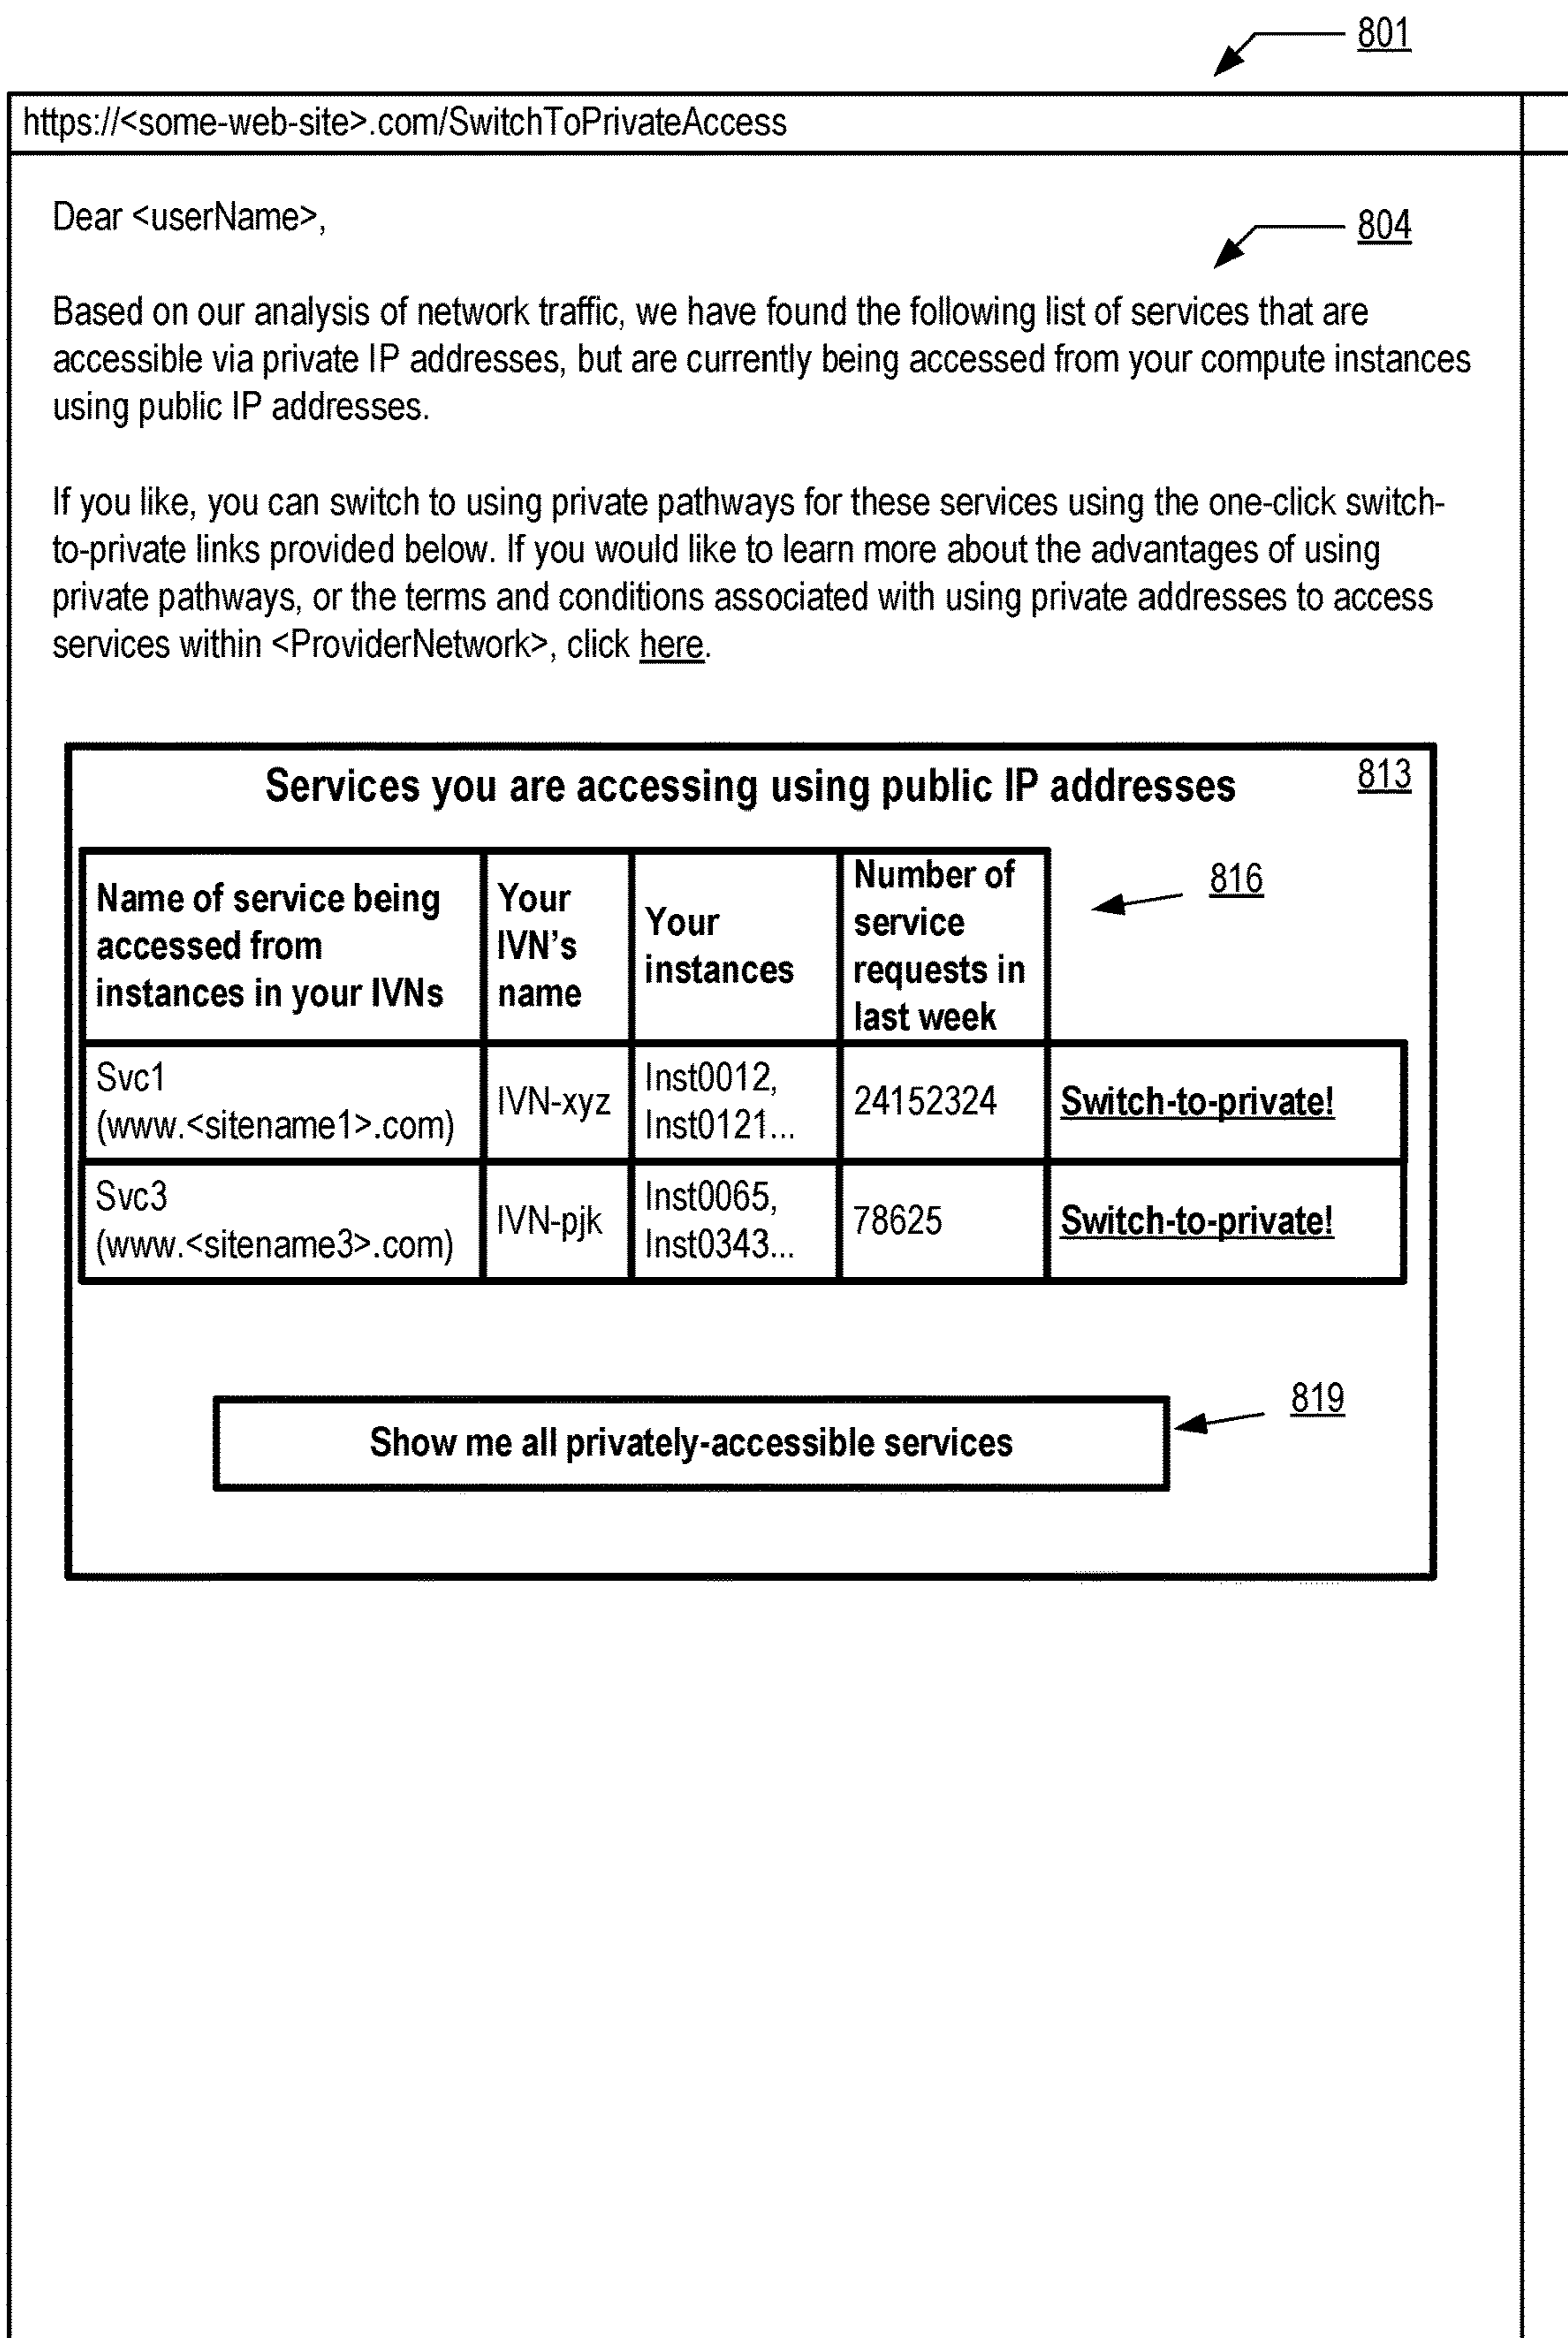 801
https://<some-web-site>.com/SwitchToPrivateAccess
Dear <userName>,
804
Based on our analysis of network traffic, we have found the following list of services that are
accessible via private IP addresses, but are currently being accessed from your compute instances
using public IP addresses.
If you like, you can switch to using private pathways for these services using the one-click switch-
to-private links provided below. If you would like to learn more about the advantages of using
private pathways, or the terms and conditions associated with using private addresses to access
services within <ProviderNetwork>, click here.
Services you are accessing using public IP addresses
813
Name of service being
accessed from
instances in your IVNs
Your
IVN's
name
Your
instances
Number of
service
requests in
last week
816
Svc1
(www.<sitename1>.com)
IVN-xyz
Inst0012,
Inst0121...
24152324
Switch-to-private!
Svc3
(www.<sitename3>.com)
IVN-pjk
Inst0065,
Inst0343...
78625
Switch-to-private!
819
Show me all privately-accessible services